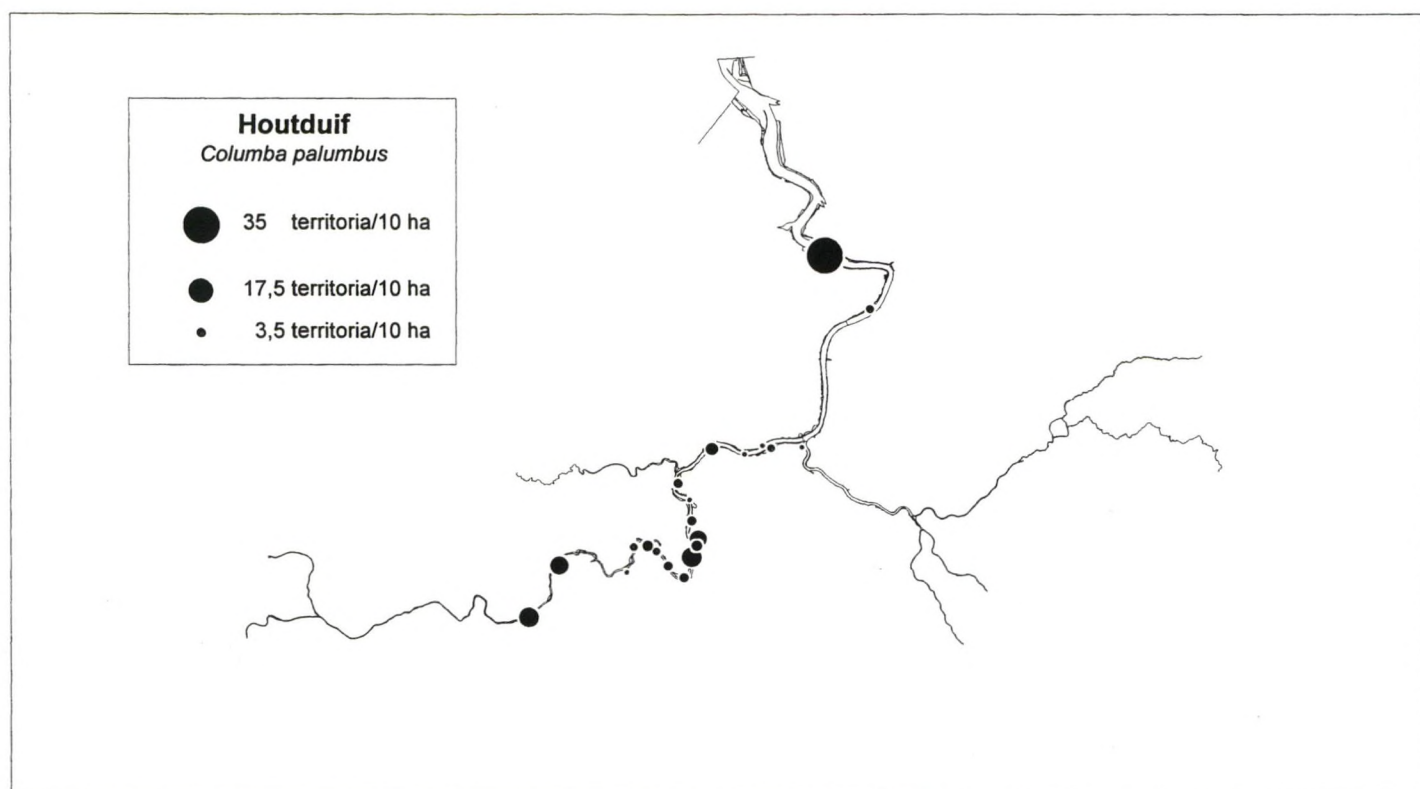 Houtduif
Columba palumbus
35 territoria/10 ha
17,5 territoria/10 ha
3,5 territoria/10 ha